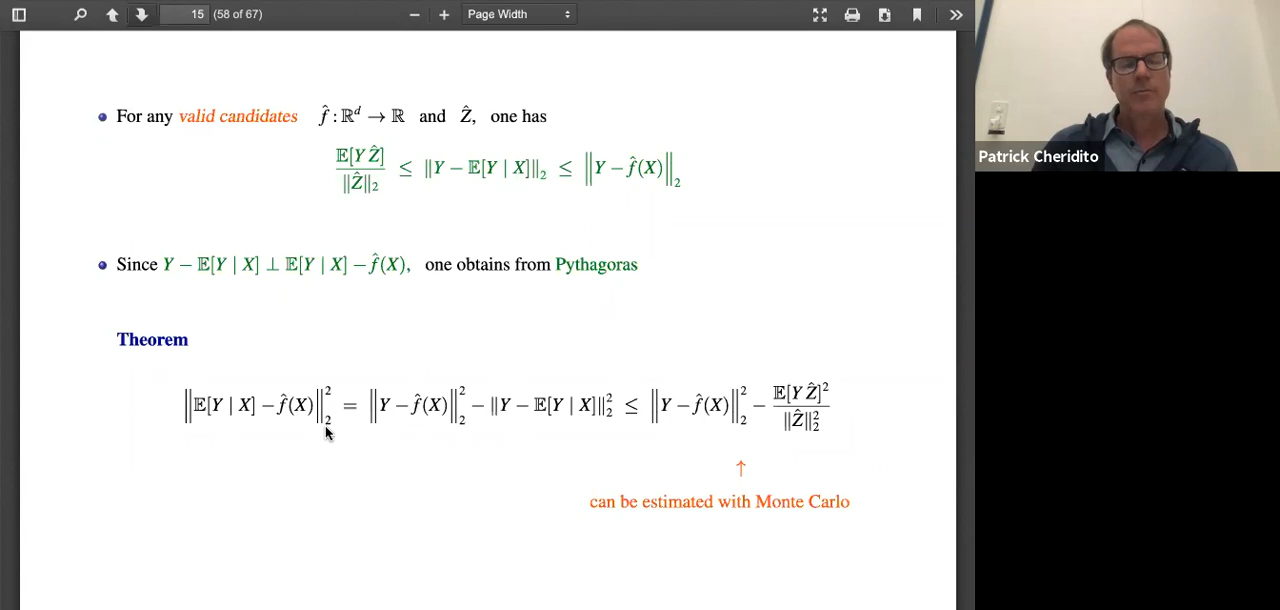 15 (58 of 67) Page Width
Patrick Cheridito
For any valid candidates f̂ : ℝᵈ → ℝ and Ẑ, one has
𝔼[Y Ẑ] / ‖Ẑ‖₂ ≤ ‖Y − 𝔼[Y | X]‖₂ ≤ ‖Y − f̂(X)‖₂
Since Y − 𝔼[Y | X] ⊥ 𝔼[Y | X] − f̂(X), one obtains from Pythagoras
Theorem
‖𝔼[Y | X] − f̂(X)‖₂² = ‖Y − f̂(X)‖₂² − ‖Y − 𝔼[Y | X]‖₂² ≤ ‖Y − f̂(X)‖₂² − 𝔼[Y Ẑ]² / ‖Ẑ‖₂²
↑
can be estimated with Monte Carlo